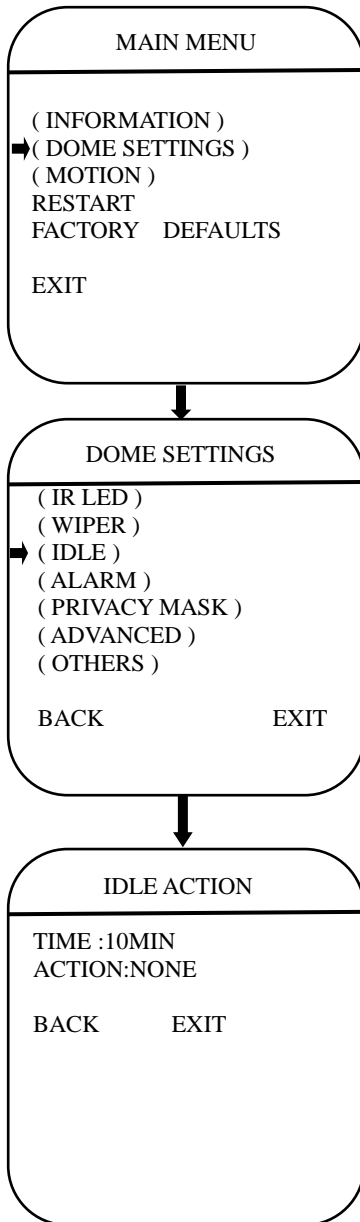 MAIN MENU
( INFORMATION )
( DOME SETTINGS )
( MOTION )
RESTART
FACTORY DEFAULTS
EXIT
DOME SETTINGS
( IR LED )
( WIPER )
( IDLE )
( ALARM )
( PRIVACY MASK )
( ADVANCED )
( OTHERS )
BACK EXIT
IDLE ACTION
TIME :10MIN
ACTION:NONE
BACK EXIT